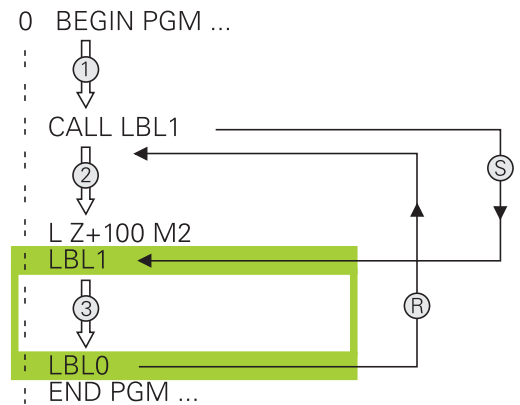 0 BEGIN PGM ...
1
CALL LBL1
S
2
L Z+100 M2
LBL1
3
R
LBL0
END PGM ...